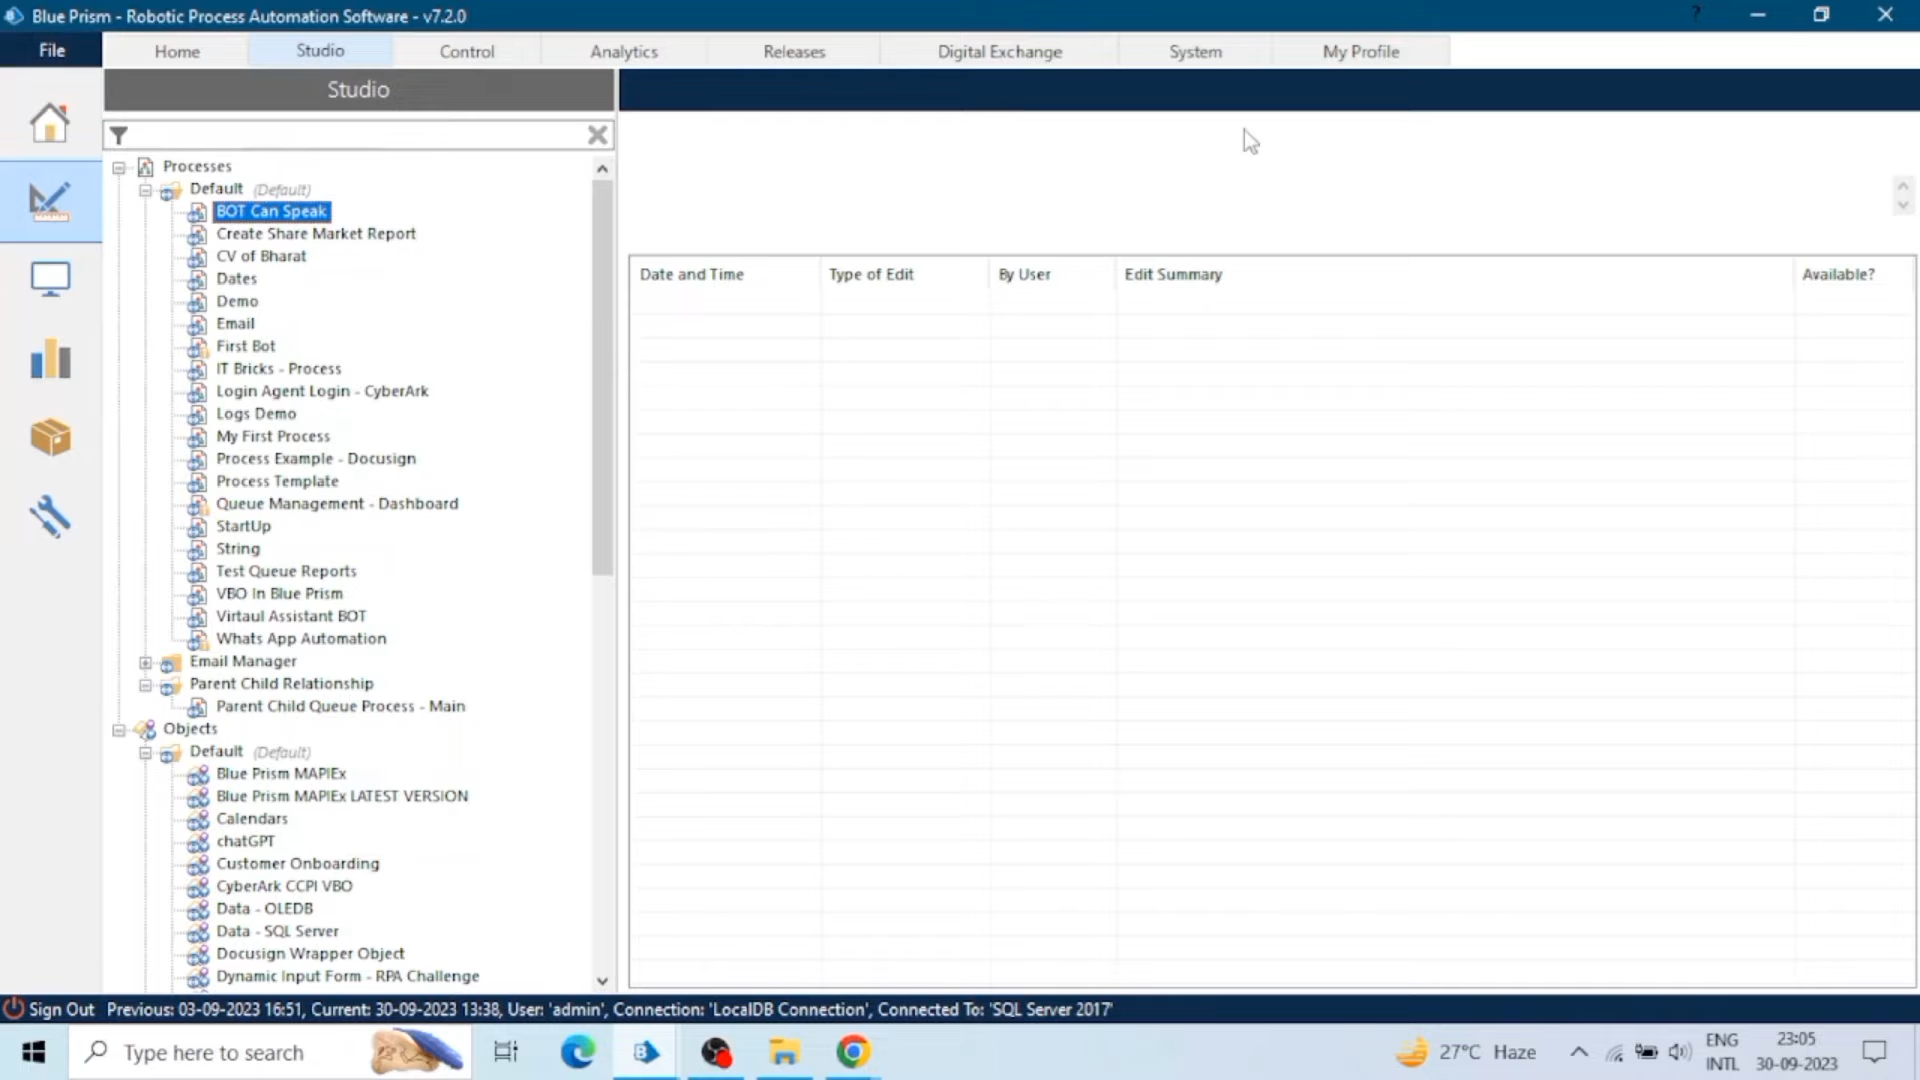 Blue Prism - Robotic Process Automation Software - v7.2.0
?
File
Home
Studio
Control
Analytics
Releases
Digital Exchange
System
My Profile
Studio
Processes
Default (Default)
BOT Can Speak
Create Share Market Report
CV of Bharat
Dates
Demo
Email
First Bot
IT Bricks - Process
Login Agent Login - CyberArk
Logs Demo
My First Process
Process Example - Docusign
Process Template
Queue Management - Dashboard
StartUp
String
Test Queue Reports
VBO In Blue Prism
Virtaul Assistant BOT
Whats App Automation
Email Manager
Parent Child Relationship
Parent Child Queue Process - Main
Objects
Default (Default)
Blue Prism MAPIEx
Blue Prism MAPIEx LATEST VERSION
Calendars
chatGPT
Customer Onboarding
CyberArk CCPI VBO
Data - OLEDB
Data - SQL Server
Docusign Wrapper Object
Dynamic Input Form - RPA Challenge
Date and Time
Type of Edit
By User
Edit Summary
Available?
Sign Out Previous: 03-09-2023 16:51, Current: 30-09-2023 13:38, User: 'admin', Connection: 'LocalDB Connection', Connected To: 'SQL Server 2017'
Type here to search
27°C Haze
ENG
INTL
23:05
30-09-2023